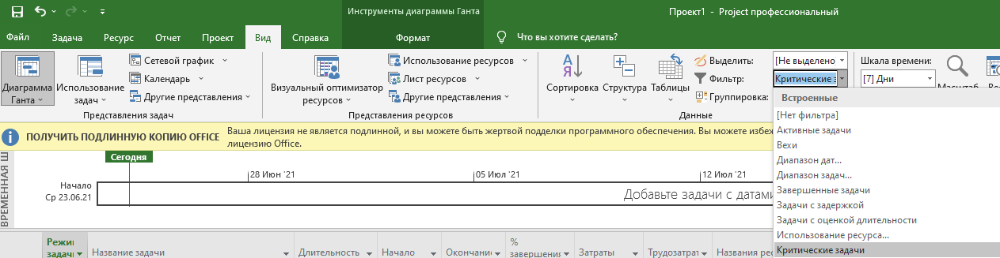 Инструменты диаграммы Ганта
Проект1 - Project профессиональный
Файл Задача Ресурс Отчет Проект Вид Справка Формат Что вы хотите сделать?
Диаграмма Ганта
Использование задач
Сетевой график
Календарь
Другие представления
Представления задач
Визуальный оптимизатор ресурсов
Использование ресурсов
Лист ресурсов
Другие представления
Представления ресурсов
Сортировка
Структура
Таблицы
Выделить: [Не выделено
Фильтр: Критические з
Группировка:
Данные
Шкала времени:
[7] Дни
Масштаб
Встроенные
[Нет фильтра]
Активные задачи
Вехи
Диапазон дат...
Диапазон задач...
Завершенные задачи
Задачи с задержкой
Задачи с оценкой длительности
Использование ресурса...
Критические задачи
ПОЛУЧИТЬ ПОДЛИННУЮ КОПИЮ OFFICE
Ваша лицензия не является подлинной, и вы можете быть жертвой подделки программного обеспечения. Вы можете избеж
лицензию Office.
ВРЕМЕННАЯ Ш
Сегодня
28 Июн '21 05 Июл '21 12 Июл '21
Начало
Ср 23.06.21
Добавьте задачи с датами
Режим задачи
Название задачи
Длительность
Начало
Окончани
% завершения
Затраты
Трудозатрат
Названия рес